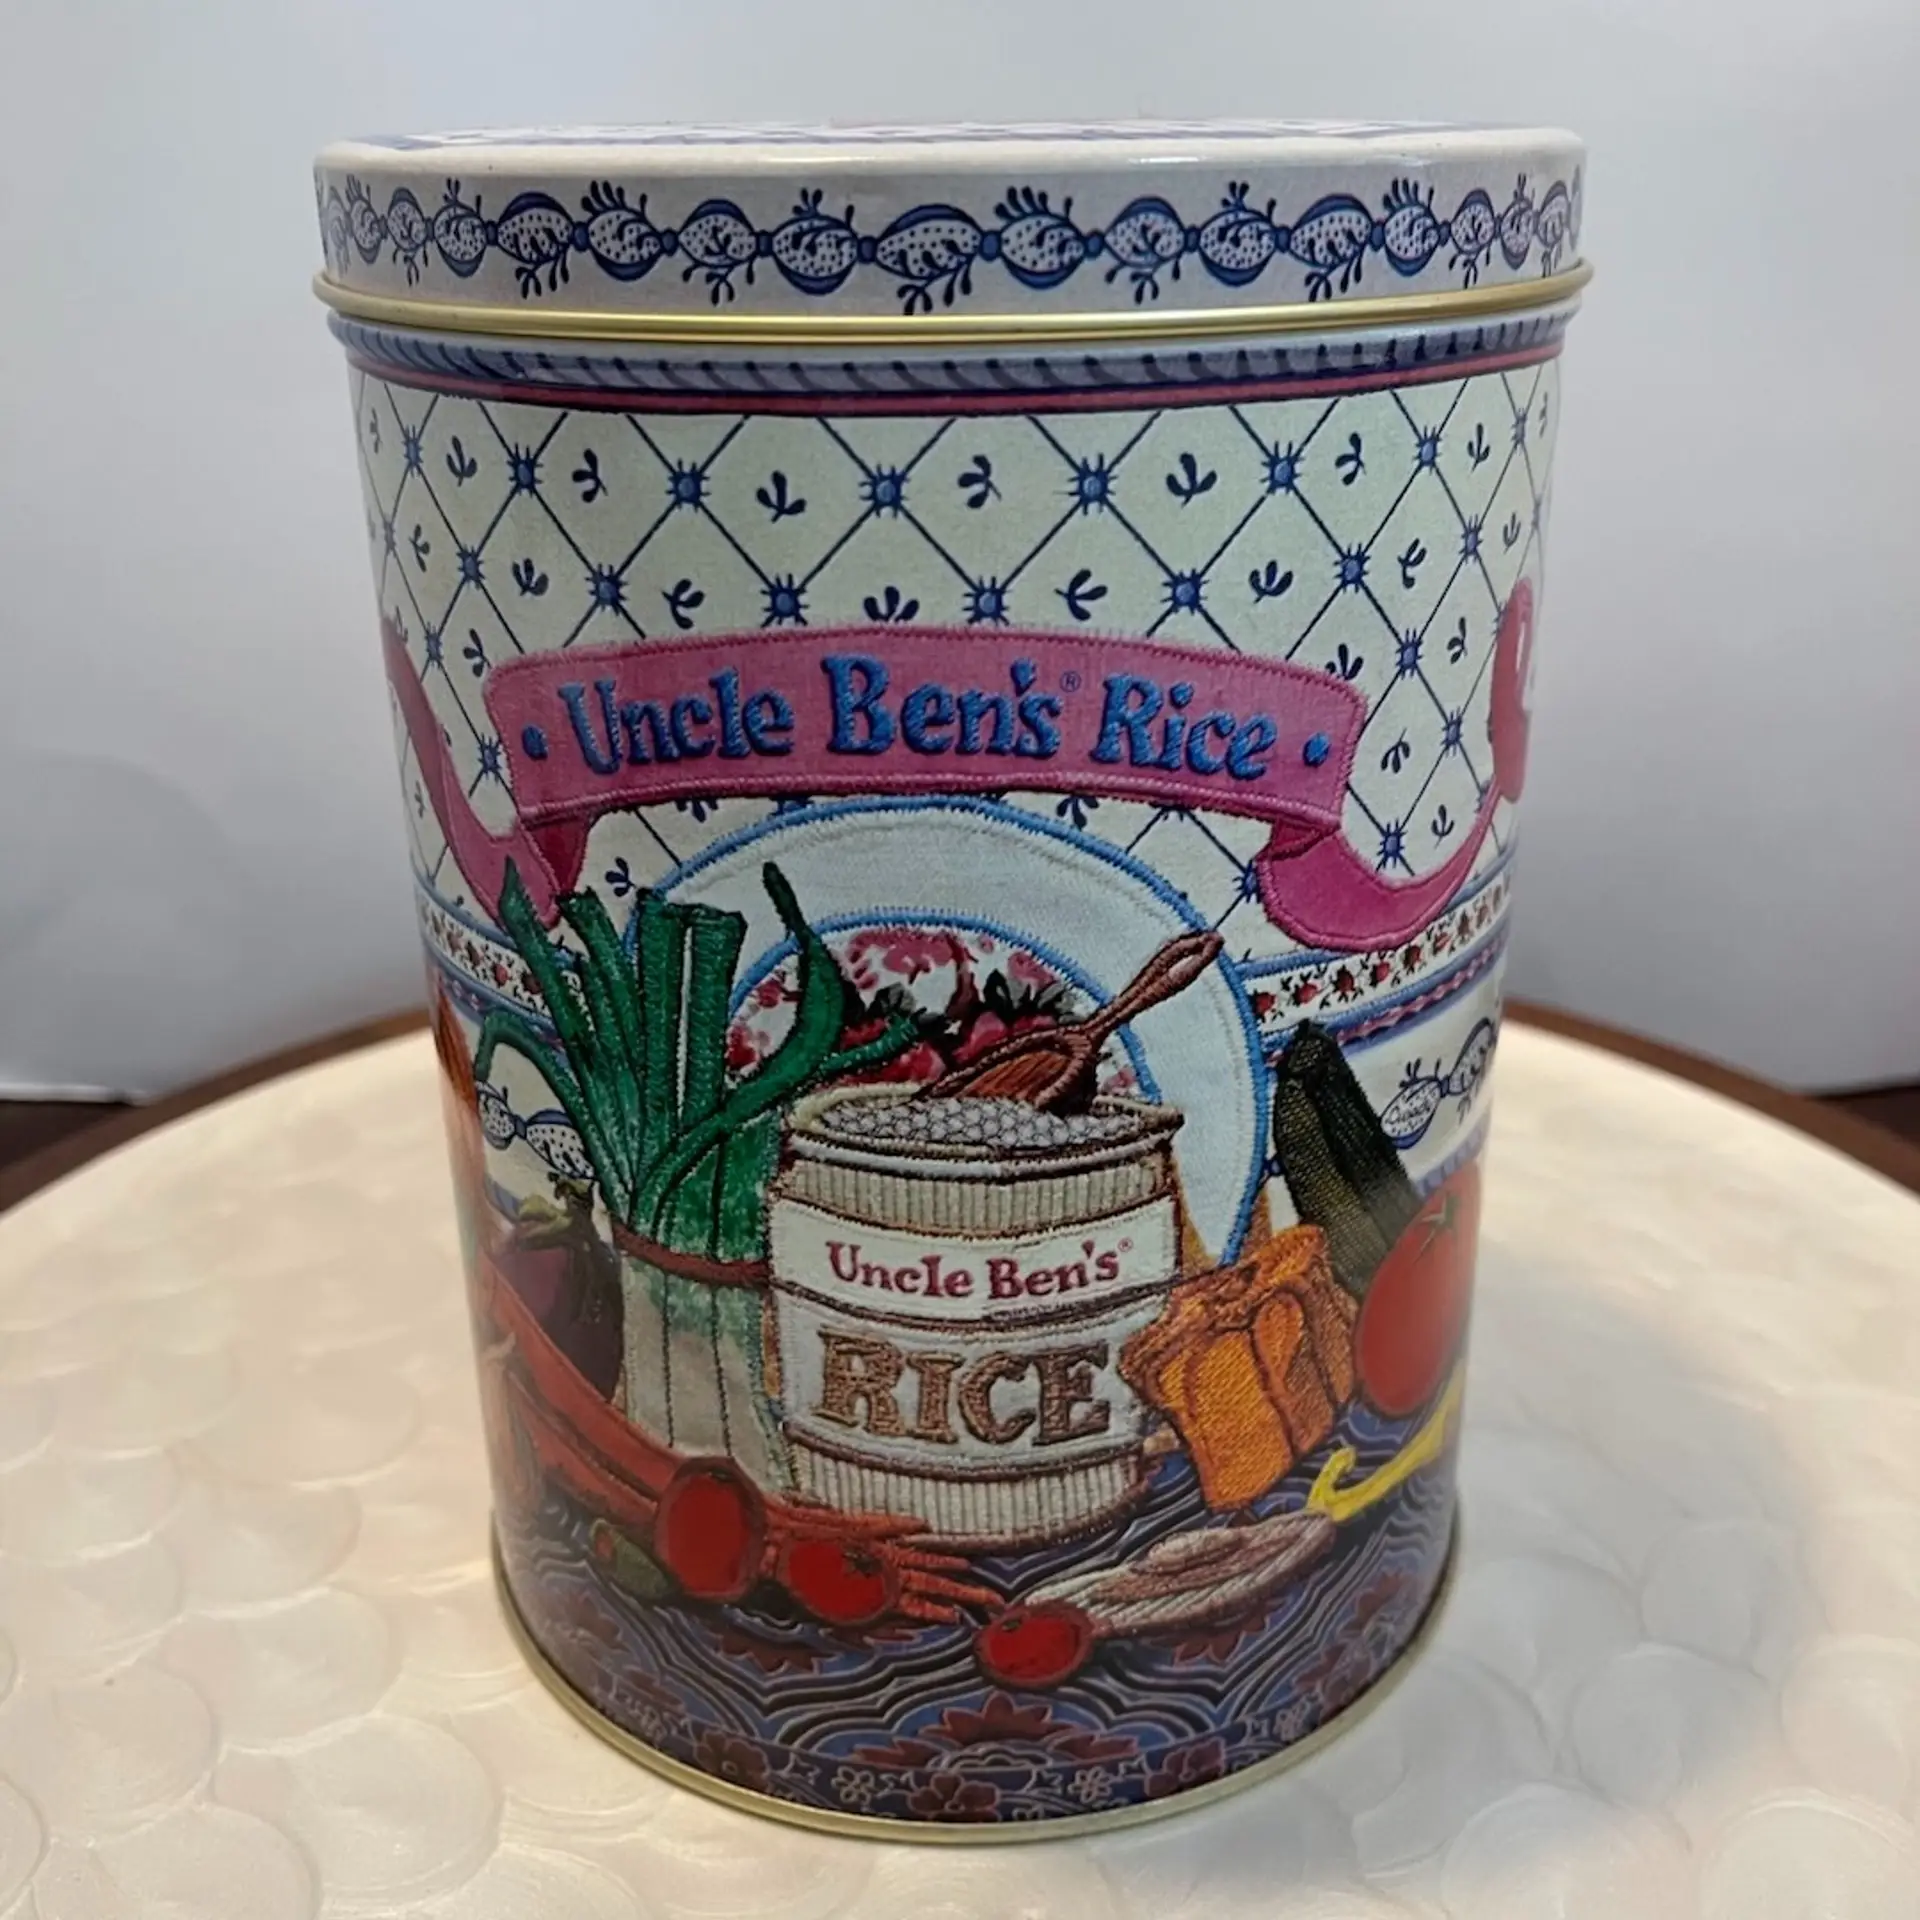 • Uncle Ben's® Rice •
Uncle Ben's®
RICE